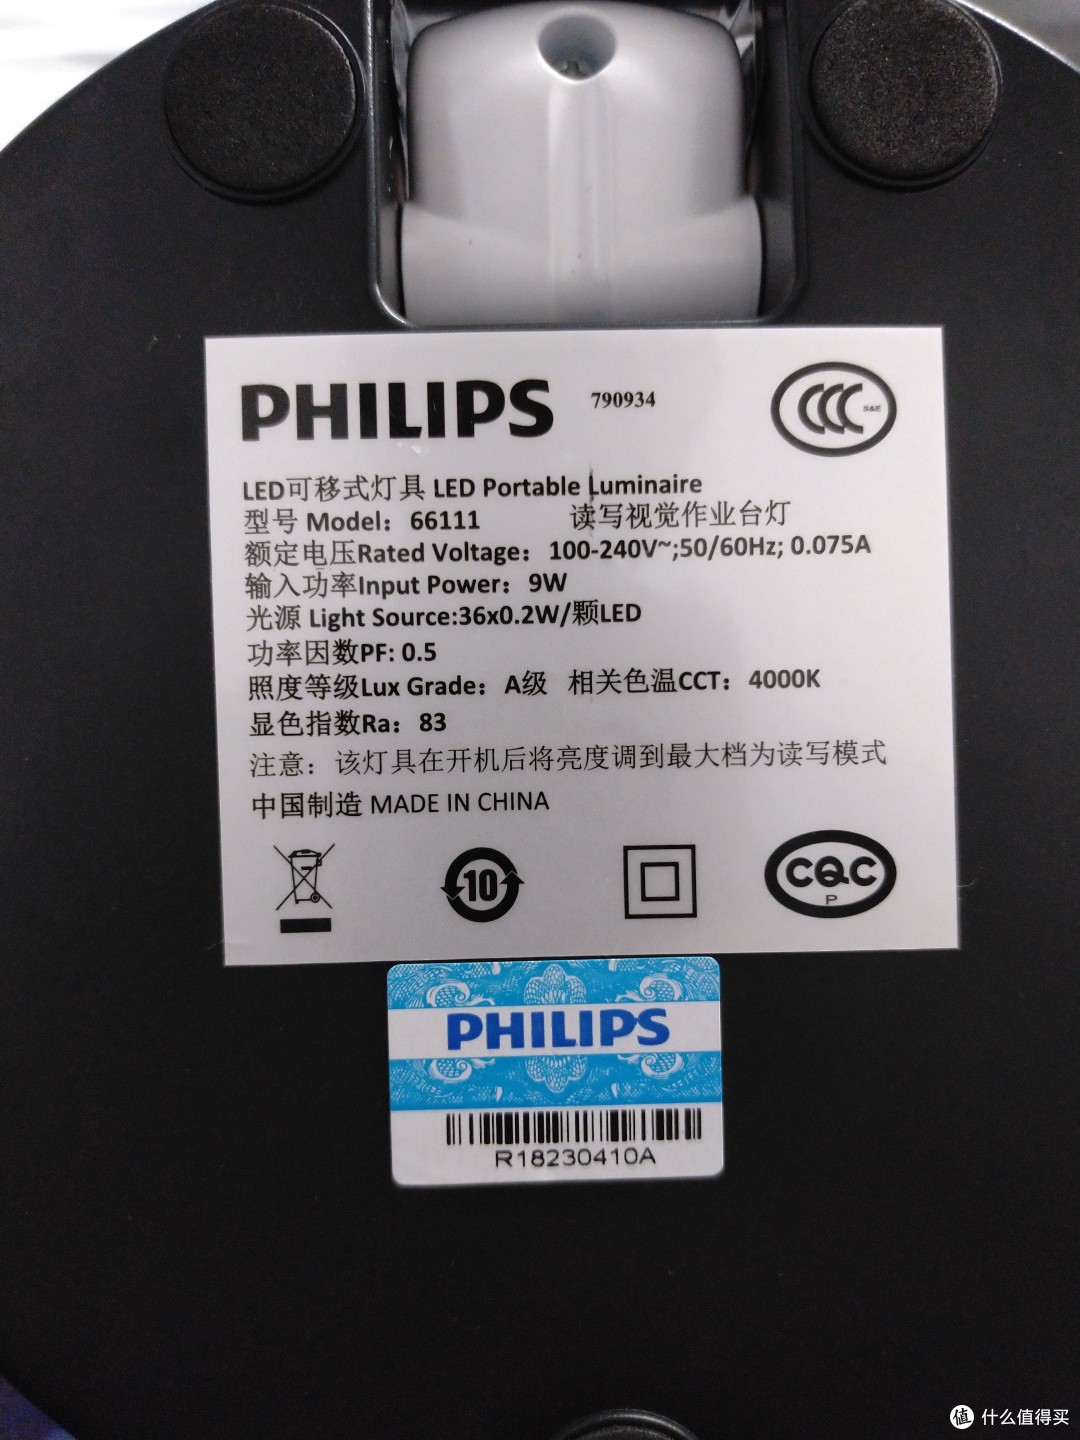 PHILIPS 790934
CCC S&E
LED可移式灯具 LED Portable Luminaire
型号 Model：66111 读写视觉作业台灯
额定电压Rated Voltage：100-240V~;50/60Hz; 0.075A
输入功率Input Power：9W
光源 Light Source:36x0.2W/颗LED
功率因数PF: 0.5
照度等级Lux Grade：A级 相关色温CCT：4000K
显色指数Ra：83
注意：该灯具在开机后将亮度调到最大档为读写模式
中国制造 MADE IN CHINA
10
CQC
P
PHILIPS
R18230410A
值 什么值得买